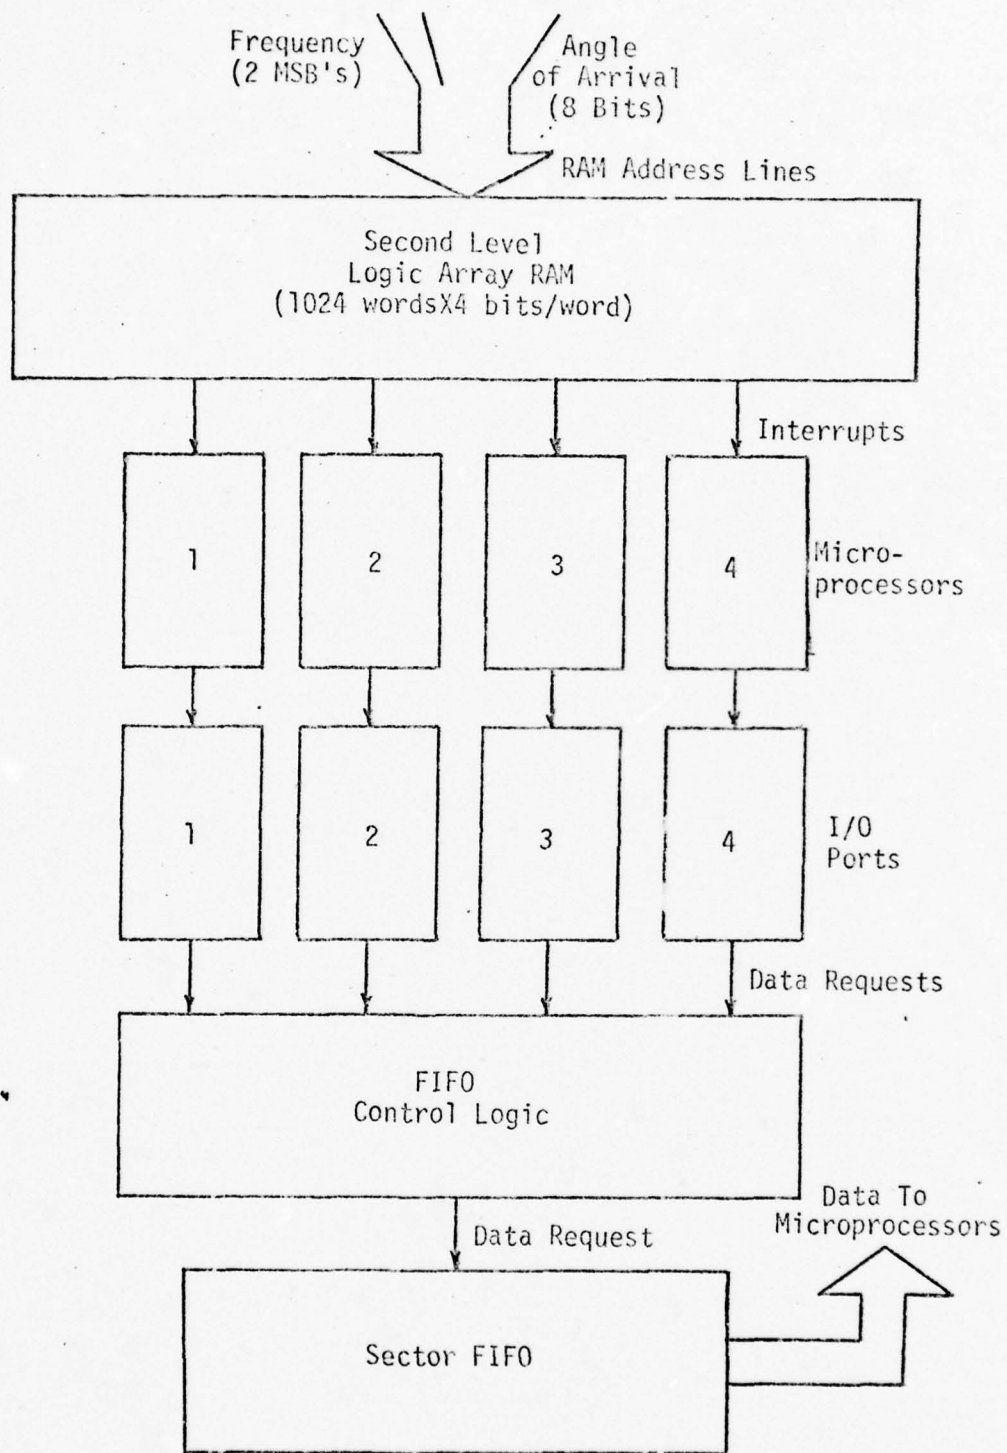 Frequency
(2 MSB's)
Angle
of Arrival
(8 Bits)
RAM Address Lines
Second Level
Logic Array RAM
(1024 wordsX4 bits/word)
Interrupts
1
2
3
4
Micro-
processors
1
2
3
4
I/O
Ports
Data Requests
FIFO
Control Logic
Data To
Microprocessors
Data Request
Sector FIFO